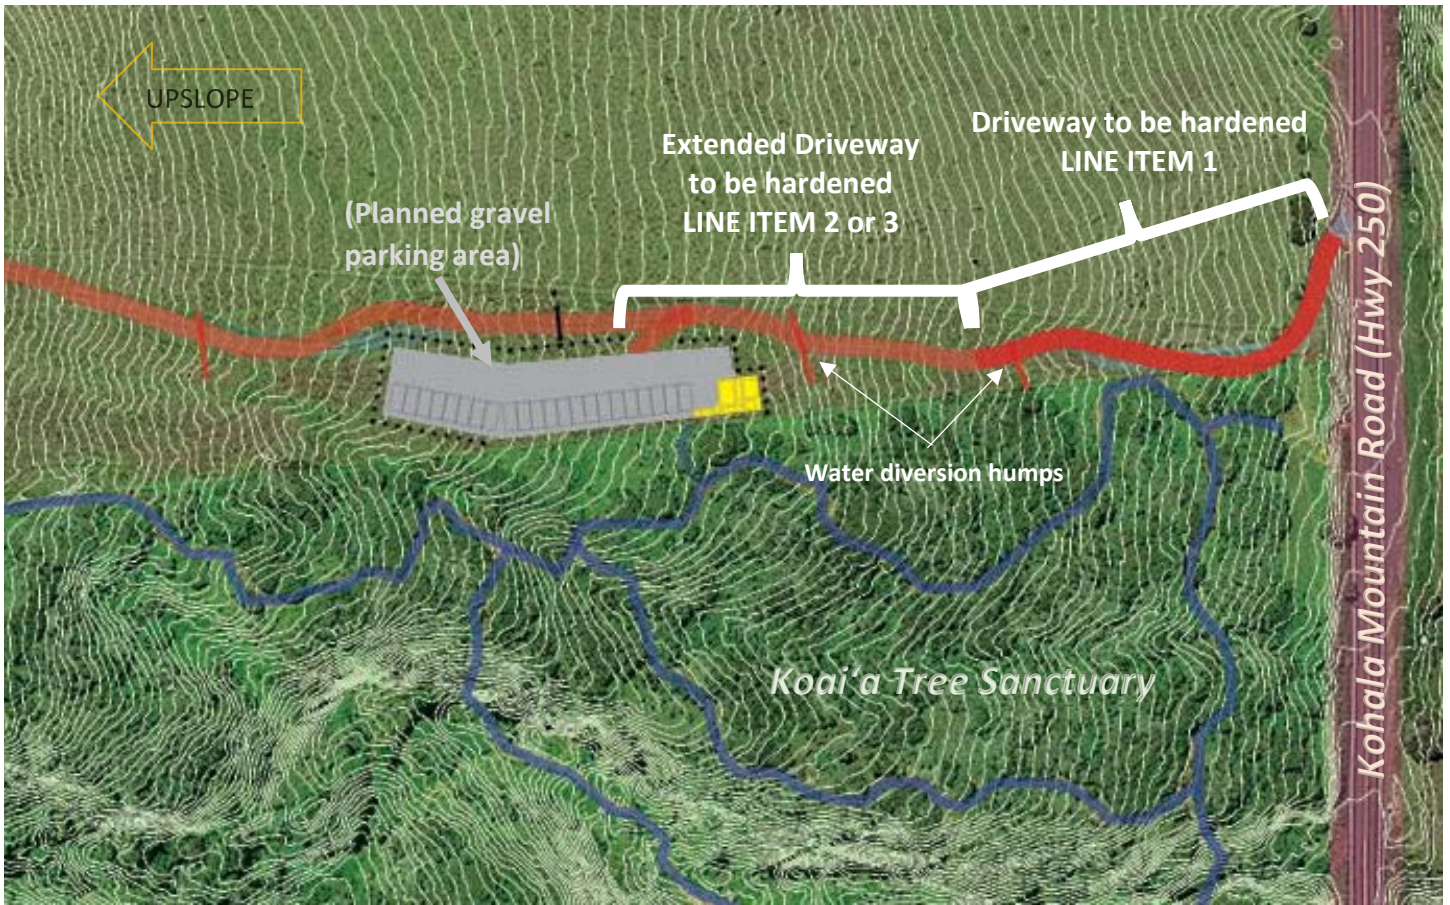 UPSLOPE
Driveway to be hardened
LINE ITEM 1
Extended Driveway
to be hardened
LINE ITEM 2 or 3
(Planned gravel
parking area)
Water diversion humps
Koai‘a Tree Sanctuary
Kohala Mountain Road (Hwy 250)